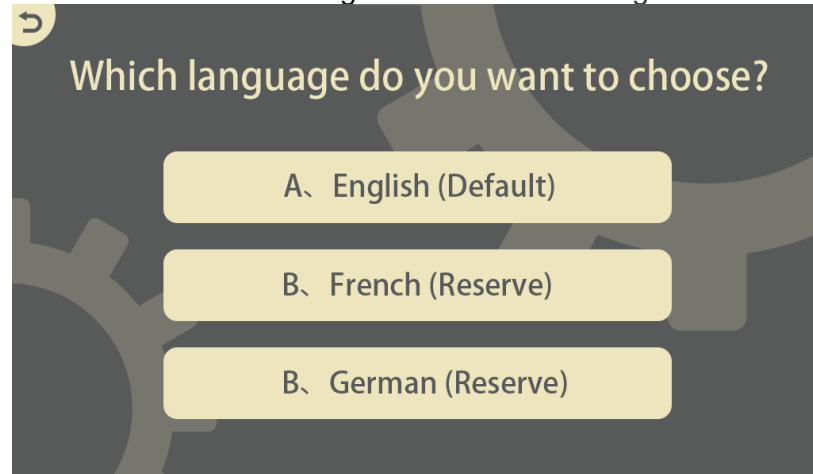 Which language do you want to choose?
A、English (Default)
B、French (Reserve)
B、German (Reserve)